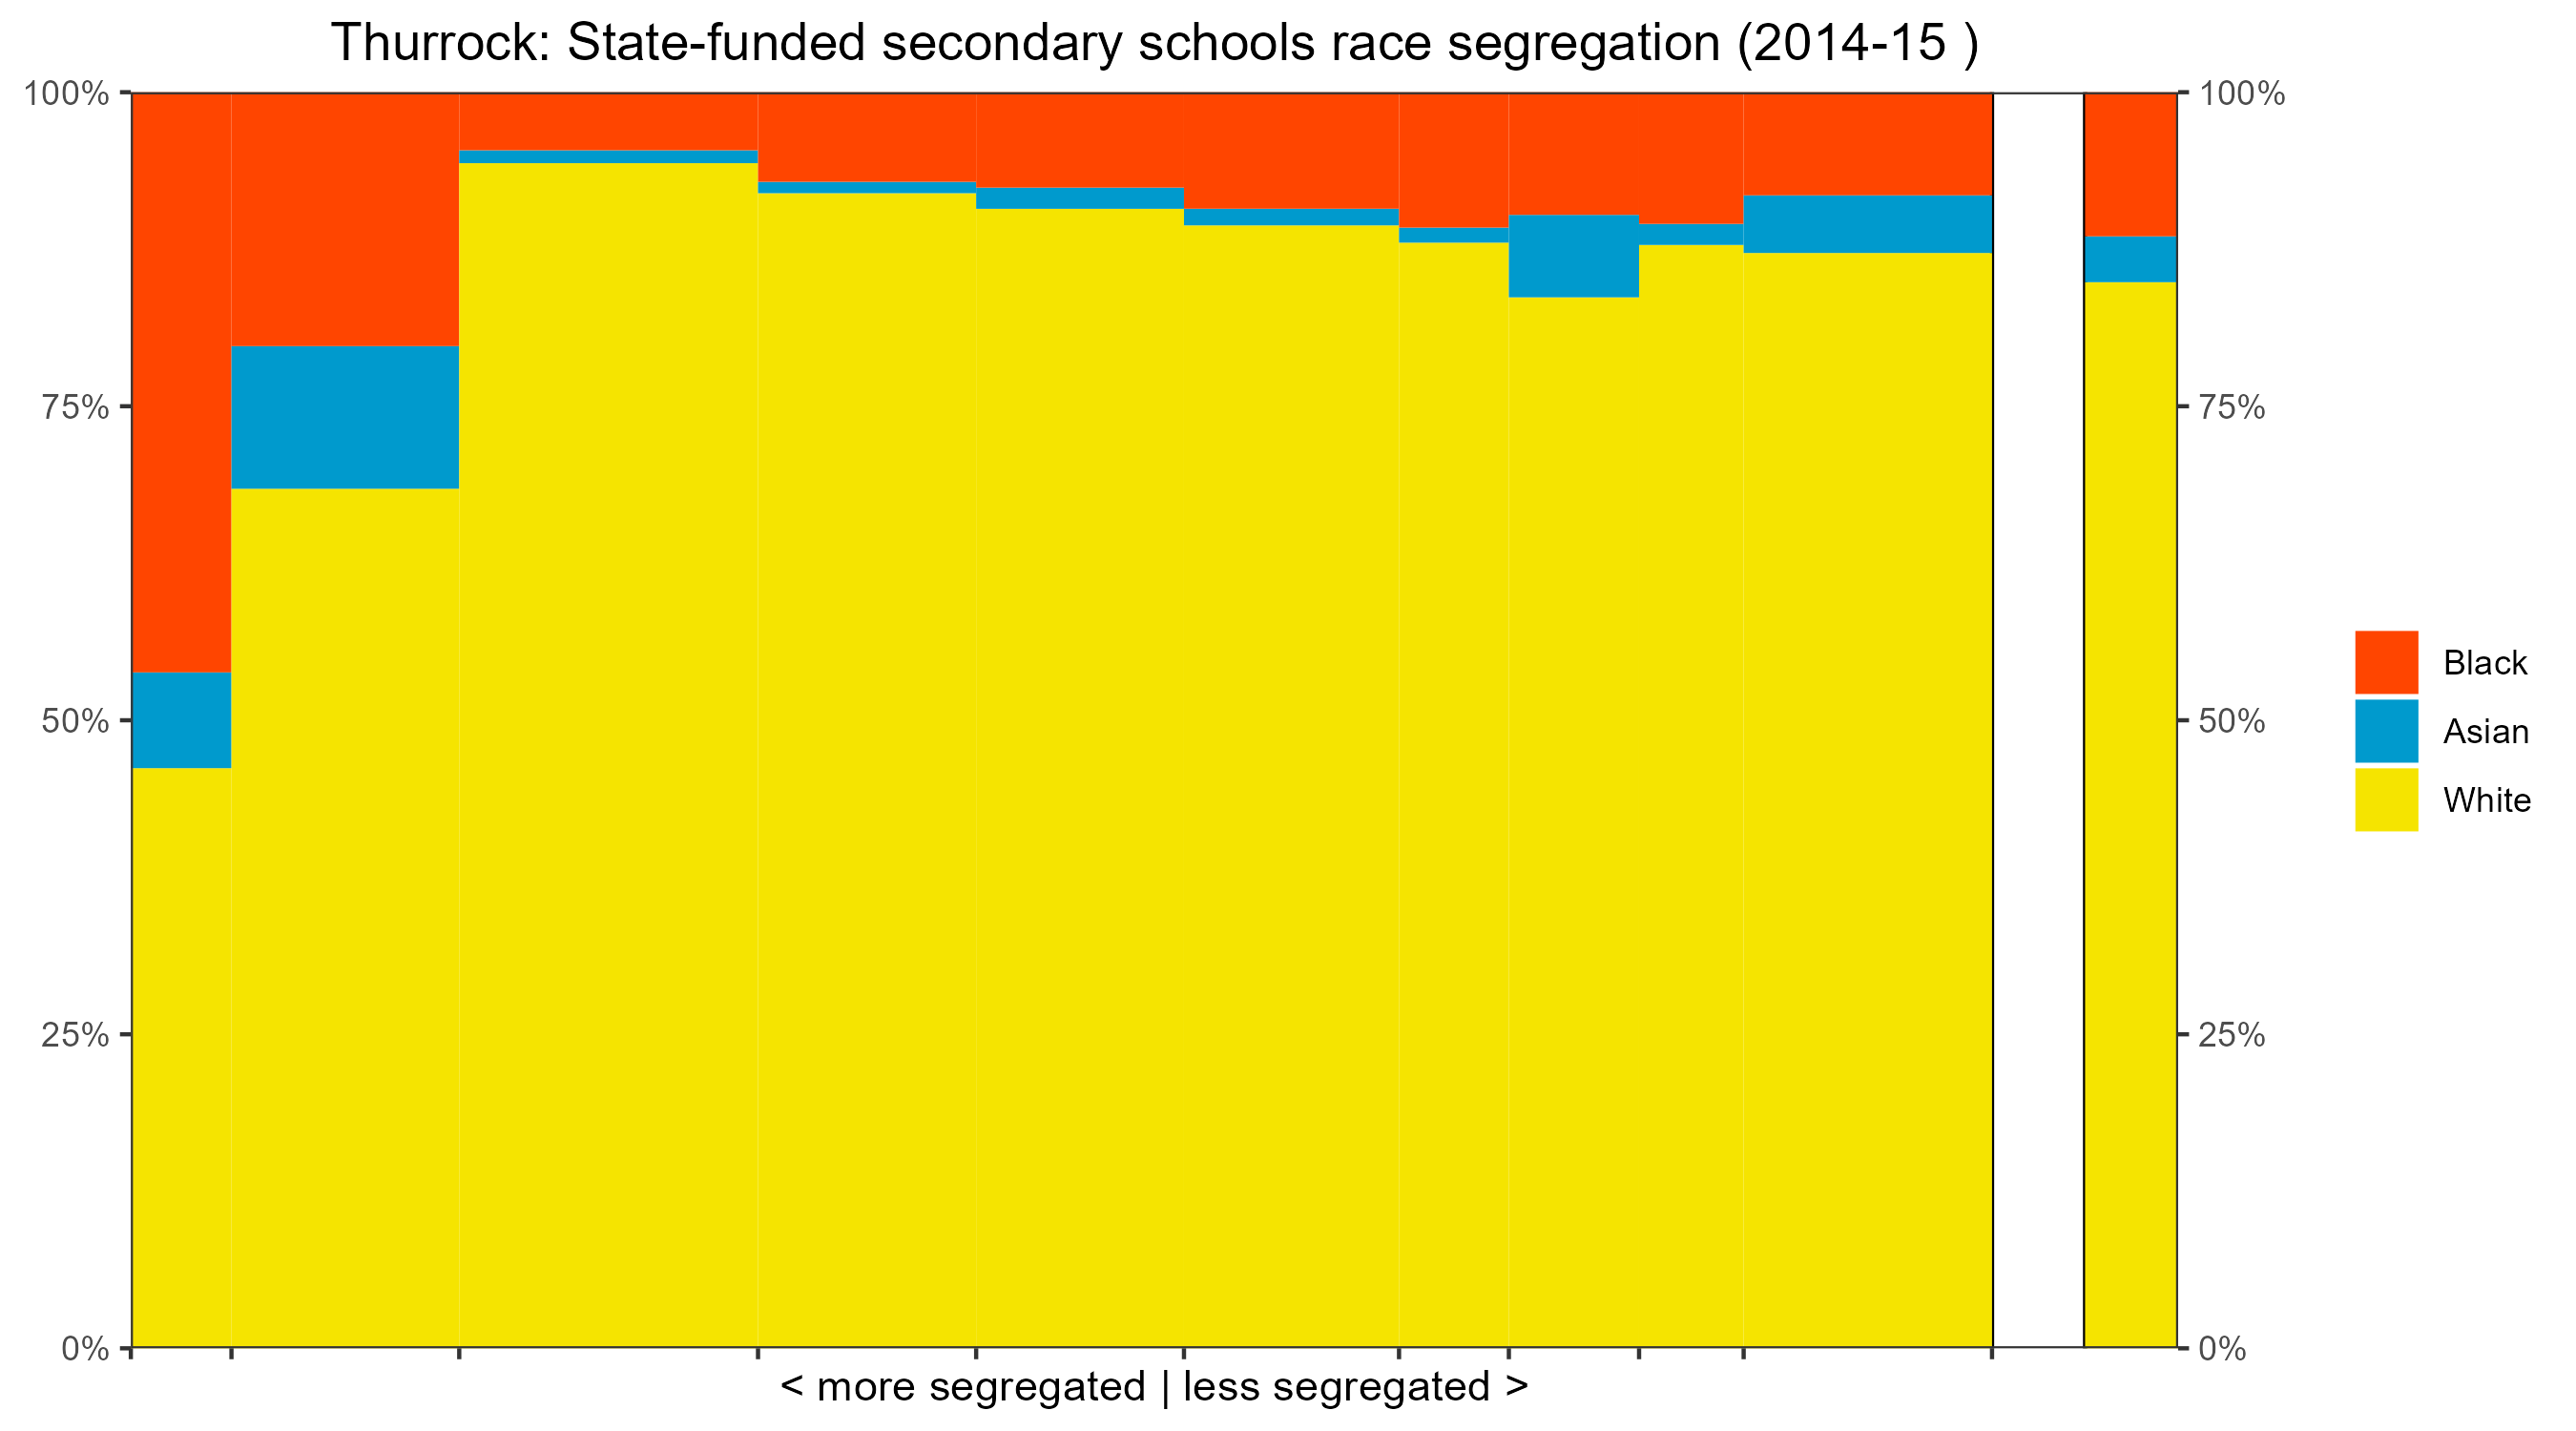 Thurrock: State-funded secondary schools race segregation (2014-15 )
100%
75%
50%
25%
0%
100%
75%
50%
25%
0%
Black
Asian
White
< more segregated | less segregated >